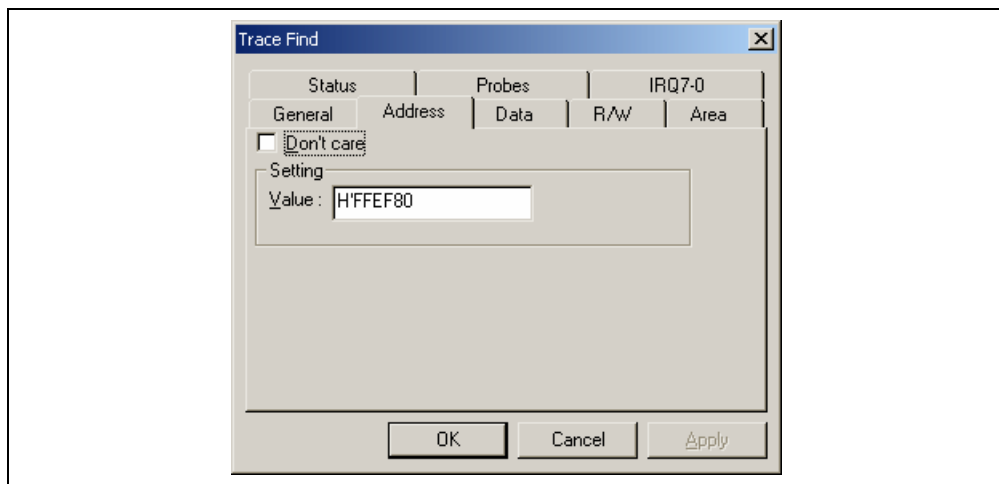 Trace Find
Status Probes IRQ7-0
General Address Data R/W Area
Don't care
Setting
Value : H'FFEF80
OK Cancel Apply